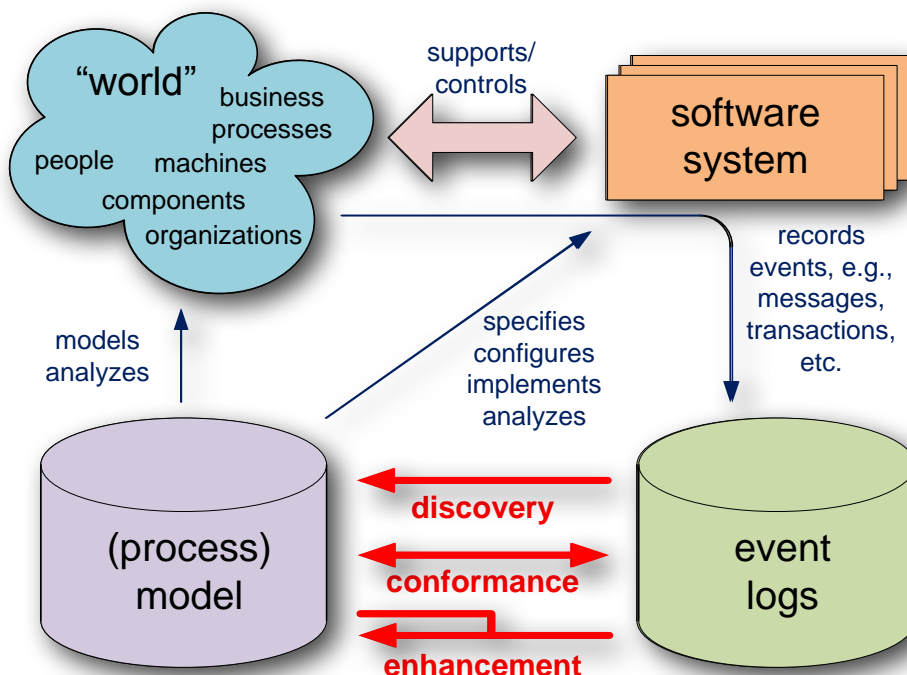 “world”
business
processes
people
machines
components
organizations
supports/
controls
software
system
records
events, e.g.,
messages,
transactions,
etc.
models
analyzes
specifies
configures
implements
analyzes
(process)
model
discovery
conformance
enhancement
event
logs